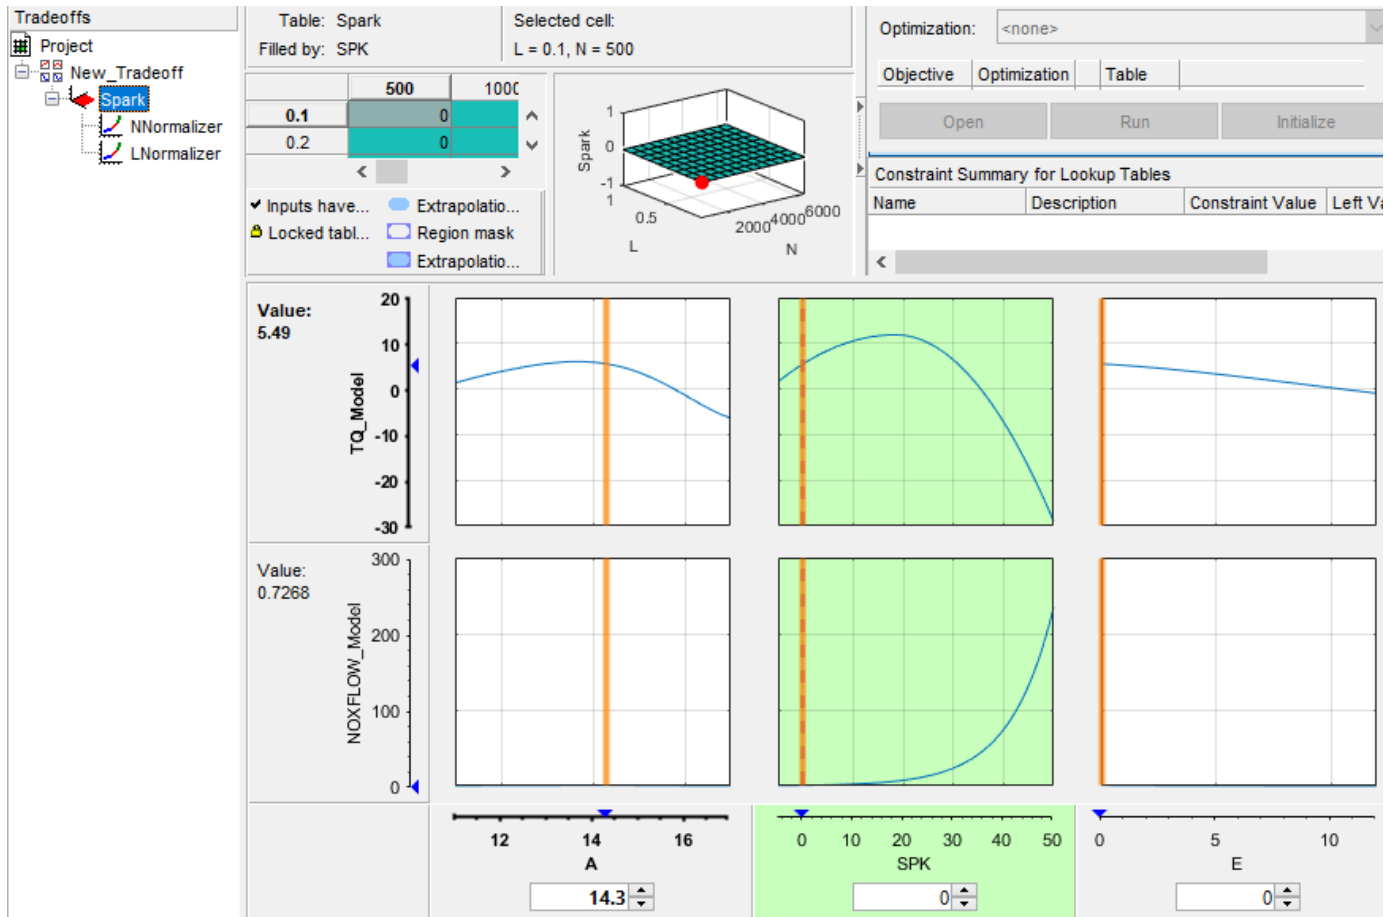 Tradeoffs
Project
New_Tradeoff
Spark
NNormalizer
LNormalizer
Table: Spark
Filled by: SPK
Selected cell:
L = 0.1, N = 500
500 1000
0.1 0
0.2 0
Inputs have...
Extrapolatio...
Locked tabl...
Region mask
Extrapolatio...
Spark
1
0
-1
1
0.5
L
2000
4000
6000
N
Optimization: <none>
Objective Optimization Table
Open Run Initialize
Constraint Summary for Lookup Tables
Name Description Constraint Value Left Va
Value:
5.49
TQ_Model
20
10
0
-10
-20
-30
Value:
0.7268
NOXFLOW_Model
300
200
100
0
12 14 16
A
14.3
0 10 20 30 40 50
SPK
0
0 5 10
E
0